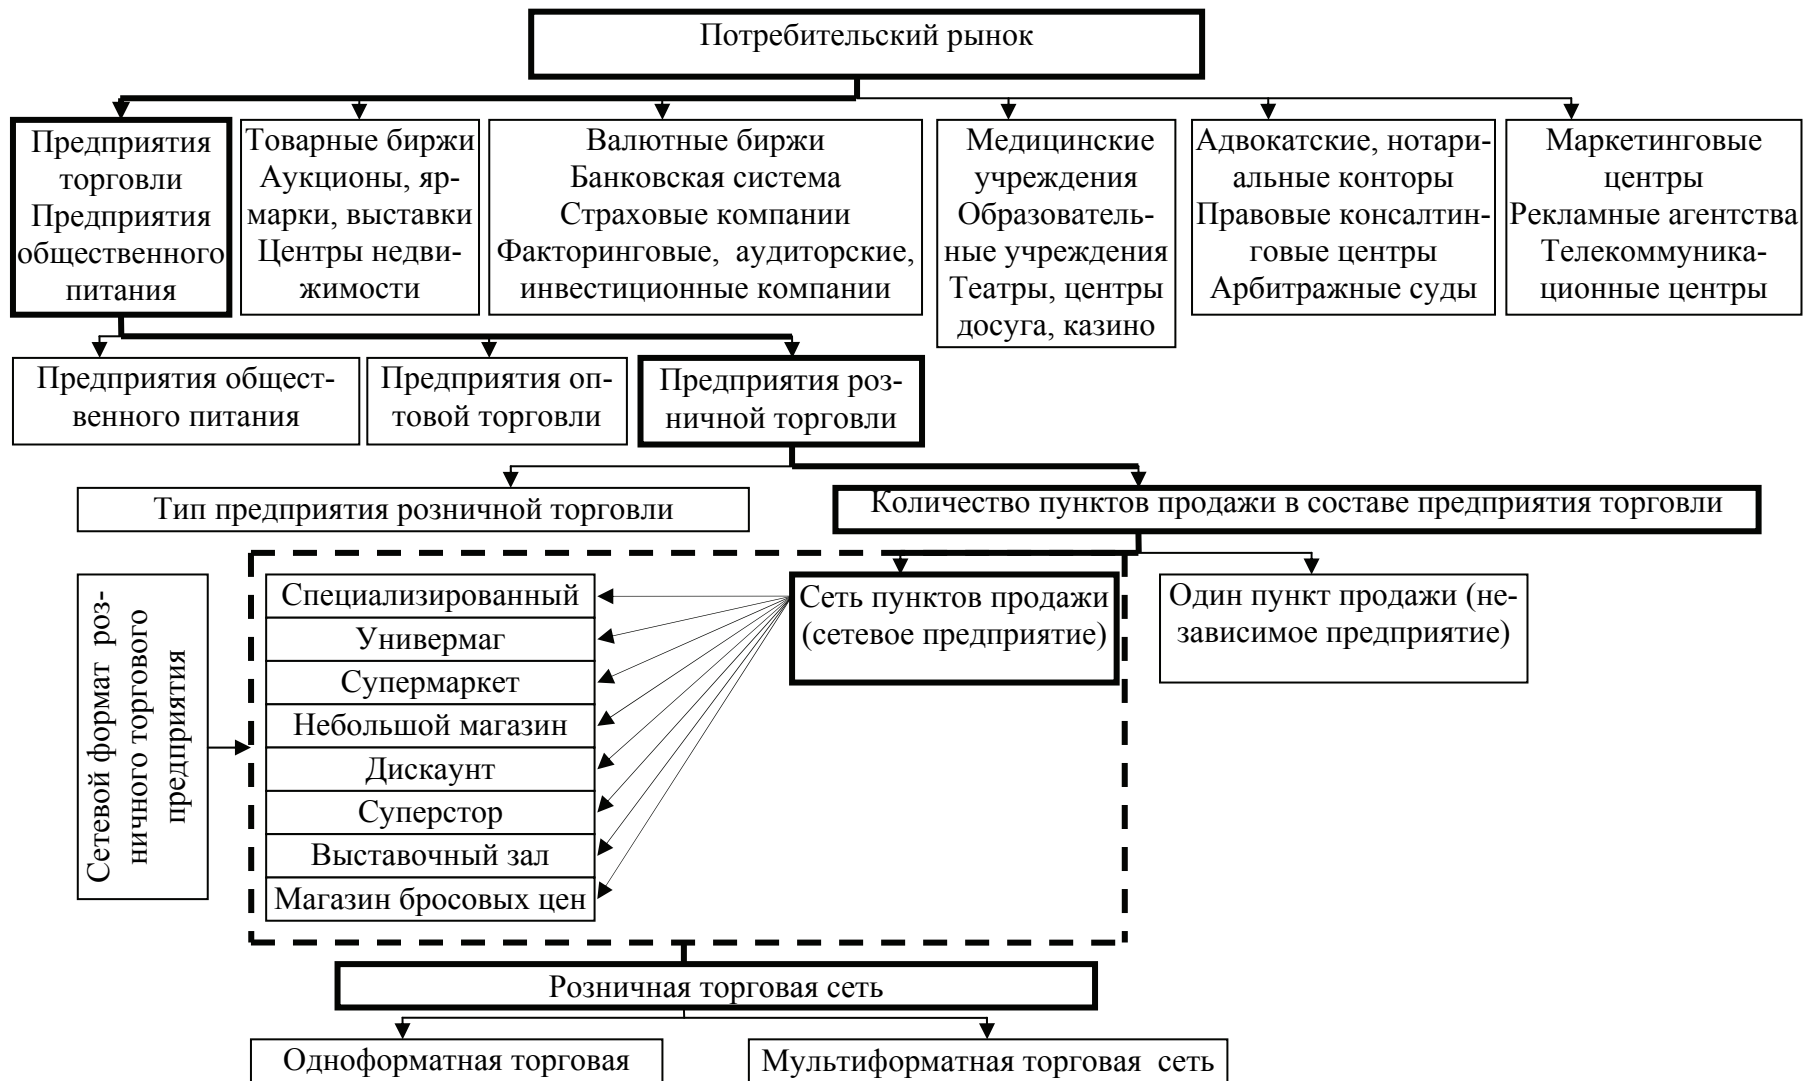 Потребительский рынок
Предприятия
торговли
Предприятия
общественного
питания
Товарные биржи
Аукционы, яр-
марки, выставки
Центры недви-
жимости
Валютные биржи
Банковская система
Страховые компании
Факторинговые, аудиторские,
инвестиционные компании
Медицинские
учреждения
Образователь-
ные учреждения
Театры, центры
досуга, казино
Адвокатские, нотари-
альные конторы
Правовые консалтин-
говые центры
Арбитражные суды
Маркетинговые
центры
Рекламные агентства
Телекоммуника-
ционные центры
Предприятия общест-
венного питания
Предприятия оп-
товой торговли
Предприятия роз-
ничной торговли
Тип предприятия розничной торговли
Количество пунктов продажи в составе предприятия торговли
Сетевой формат роз-
ничного торгового
предприятия
Специализированный
Универмаг
Супермаркет
Небольшой магазин
Дискаунт
Суперстор
Выставочный зал
Магазин бросовых цен
Сеть пунктов продажи
(сетевое предприятие)
Один пункт продажи (не-
зависимое предприятие)
Розничная торговая сеть
Одноформатная торговая
Мультиформатная торговая сеть